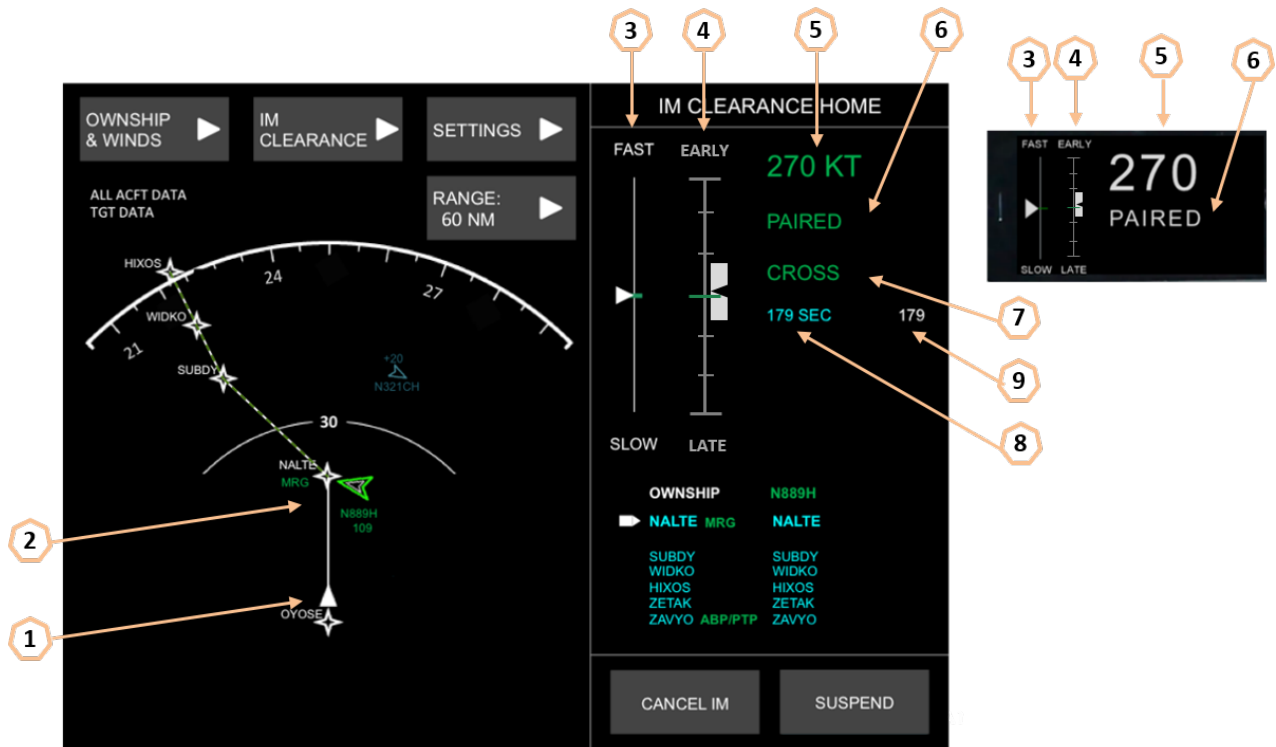 3
4
5
6
3
4
5
6
OWNSHIP
& WINDS
IM
CLEARANCE
SETTINGS
IM CLEARANCE HOME
FAST
EARLY
270 KT
FAST
EARLY
270
PAIRED
SLOW
LATE
ALL ACFT DATA
TGT DATA
RANGE:
60 NM
PAIRED
HIXOS
24
27
CROSS
7
WIDKO
179 SEC
179
21
SUBDY
+20
N321CH
9
30
SLOW
LATE
8
NALTE
MRG
N889H
109
2
OWNSHIP
N889H
NALTE MRG
NALTE
SUBDY
SUBDY
WIDKO
WIDKO
HIXOS
HIXOS
ZETAK
ZETAK
ZAVYO ABP/PTP
ZAVYO
OYOSE
1
CANCEL IM
SUSPEND